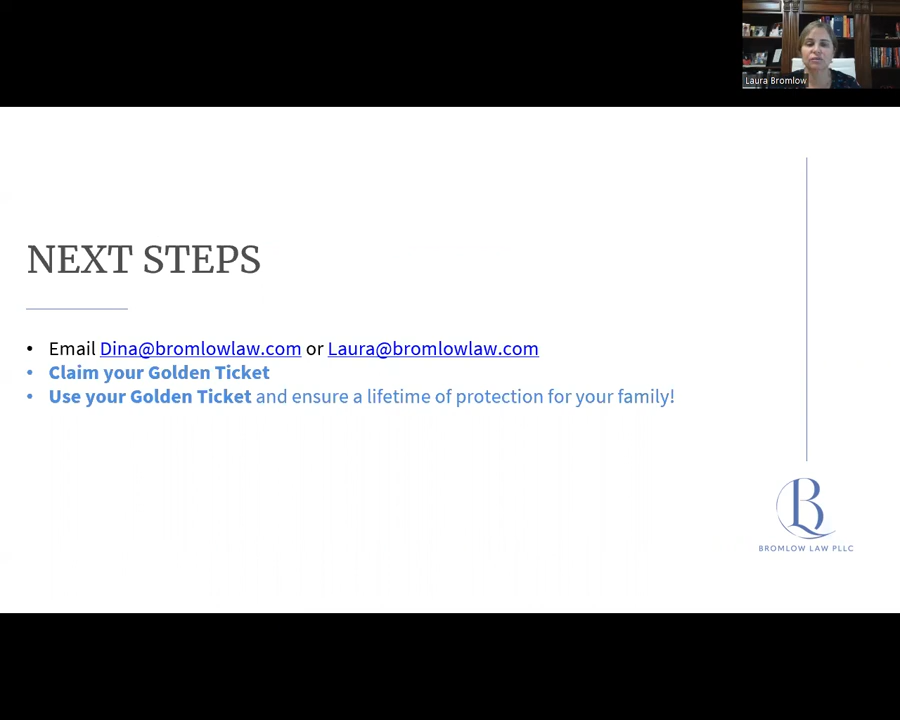 Laura Bromlow
NEXT STEPS
• Email Dina@bromlowlaw.com or Laura@bromlowlaw.com
• Claim your Golden Ticket
• Use your Golden Ticket and ensure a lifetime of protection for your family!
BROMLOW LAW PLLC